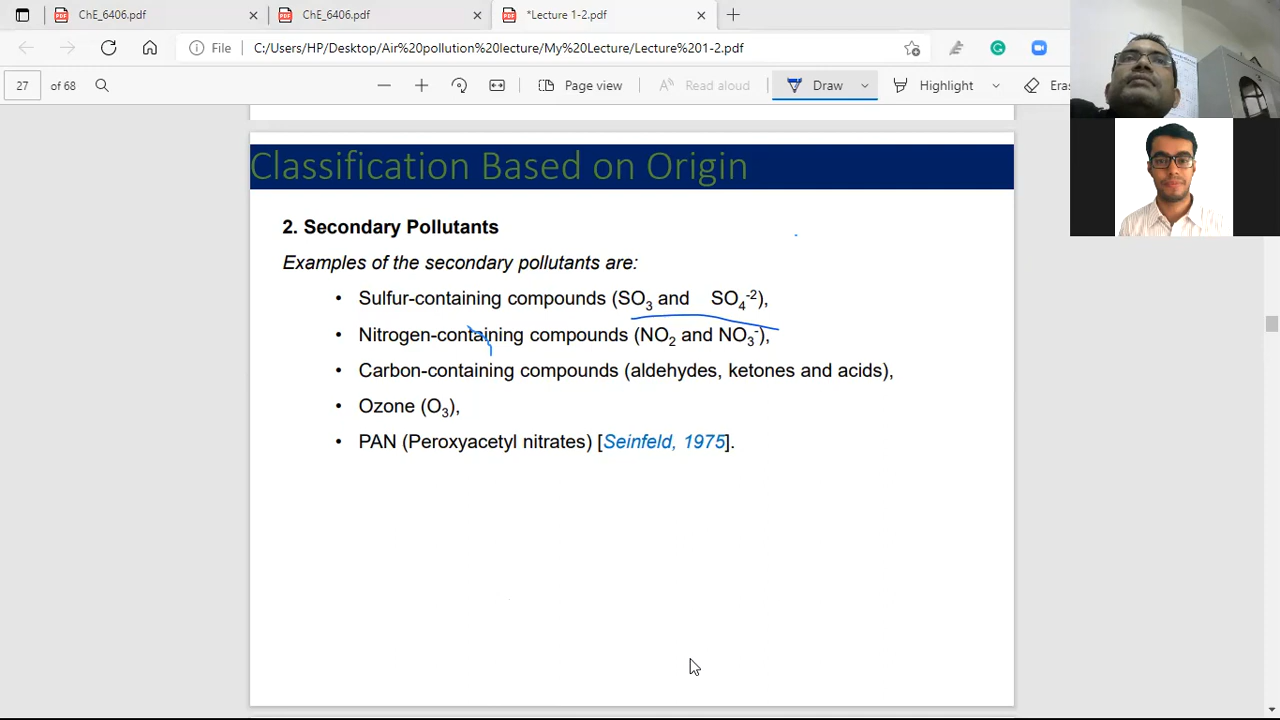 ChE_6406.pdf
ChE_6406.pdf
*Lecture 1-2.pdf
File C:/Users/HP/Desktop/Air%20pollution%20lecture/My%20Lecture/Lecture%201-2.pdf
27 of 68 Page view Read aloud Draw Highlight Eras
Classification Based on Origin
2. Secondary Pollutants
Examples of the secondary pollutants are:
• Sulfur-containing compounds (SO₃ and SO₄⁻²),
• Nitrogen-containing compounds (NO₂ and NO₃⁻),
• Carbon-containing compounds (aldehydes, ketones and acids),
• Ozone (O₃),
• PAN (Peroxyacetyl nitrates) [Seinfeld, 1975].